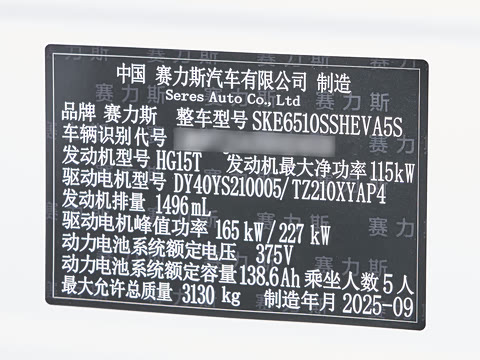 中国 赛力斯汽车有限公司 制造
Seres Auto Co., Ltd
品牌 赛力斯 整车型号 SKE6510SSHEVA5S
车辆识别代号
发动机型号 HG15T 发动机最大净功率 115kW
驱动电机型号 DY40YS210005/TZ210XYAP4
发动机排量 1496mL
驱动电机峰值功率 165 kW/227 kW
动力电池系统额定电压 375V
动力电池系统额定容量 138.6Ah 乘坐人数 5人
最大允许总质量 3130 kg 制造年月 2025-09